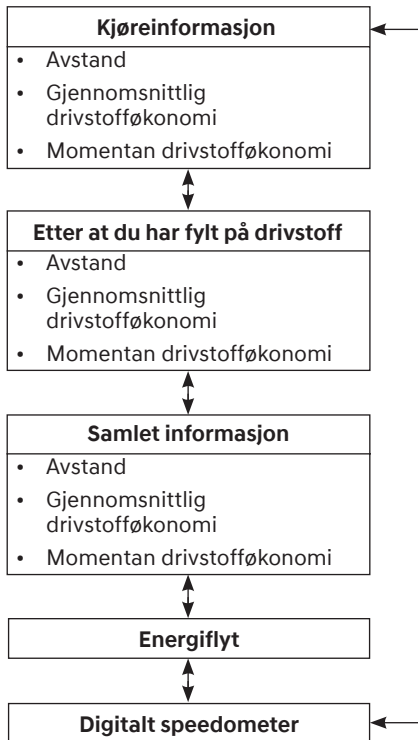 Kjøreinformasjon
• Avstand
• Gjennomsnittlig
drivstofføkonomi
• Momentan drivstofføkonomi
Etter at du har fylt på drivstoff
• Avstand
• Gjennomsnittlig
drivstofføkonomi
• Momentan drivstofføkonomi
Samlet informasjon
• Avstand
• Gjennomsnittlig
drivstofføkonomi
• Momentan drivstofføkonomi
Energiflyt
Digitalt speedometer